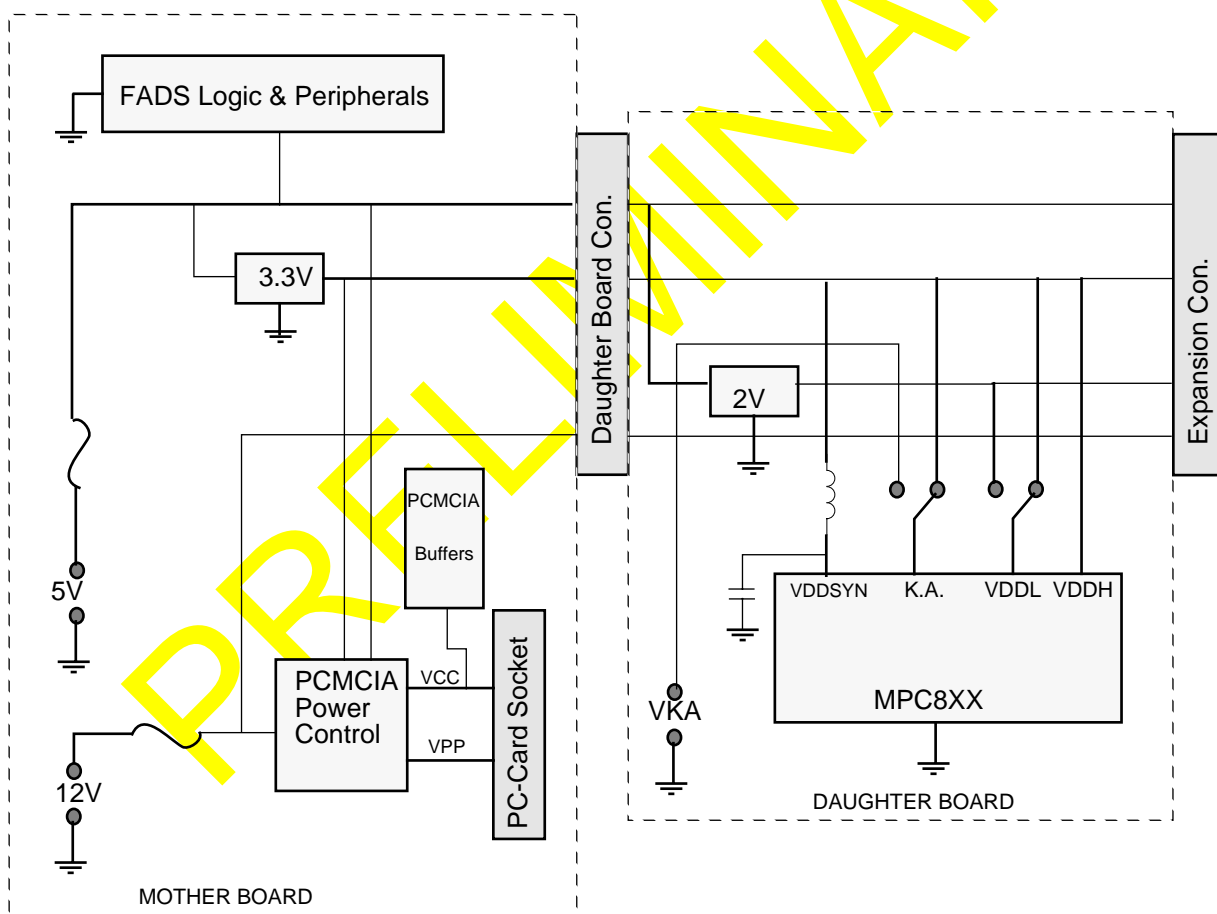 FADS Logic & Peripherals
3.3V
Daughter Board Con.
Expansion Con.
2V
PCMCIA
Buffers
5V
VDDSYN
K.A.
VDDL
VDDH
MPC8XX
PCMCIA
Power
Control
VCC
VPP
PC-Card Socket
VKA
12V
DAUGHTER BOARD
MOTHER BOARD
PRELIMINA